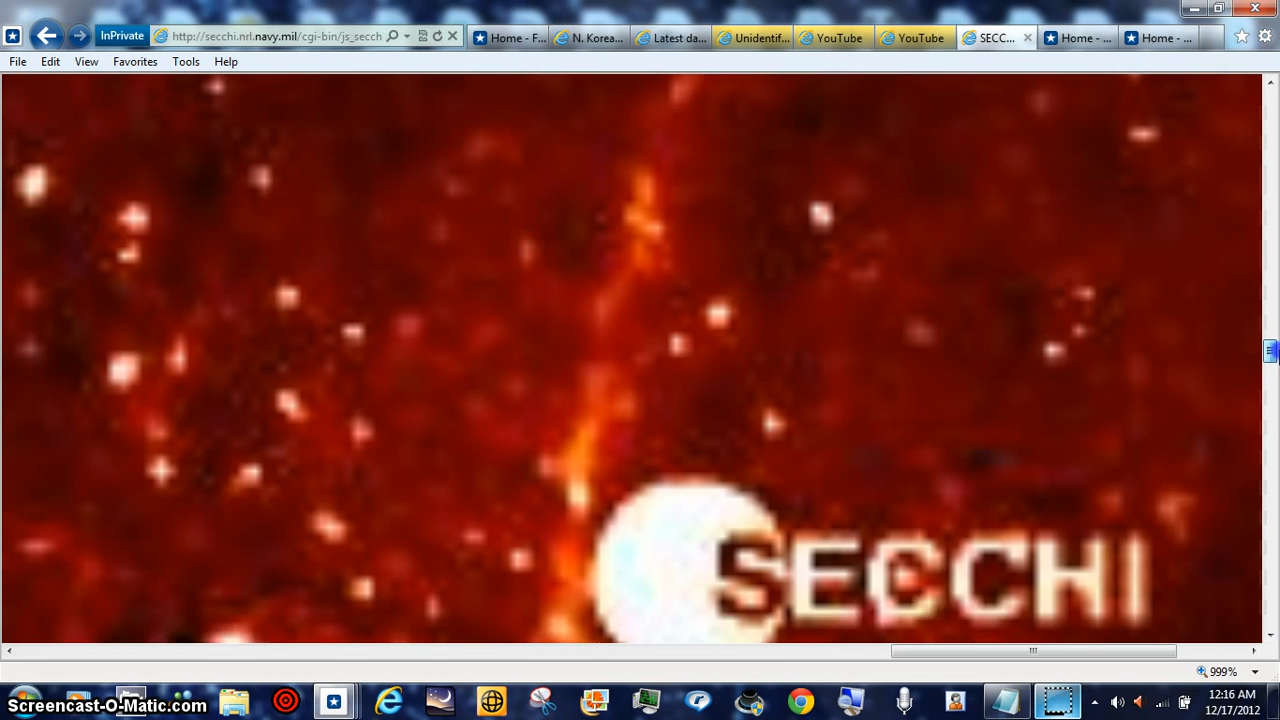 InPrivate
http://secchi.nrl.navy.mil/cgi-bin/js_secch
Home - F...
N. Korea...
Latest da...
Unidentif...
YouTube
YouTube
SECC...
Home - ...
Home - ...
File Edit View Favorites Tools Help
SECCHI
999%
Screencast-O-Matic.com
12:16 AM
12/17/2012